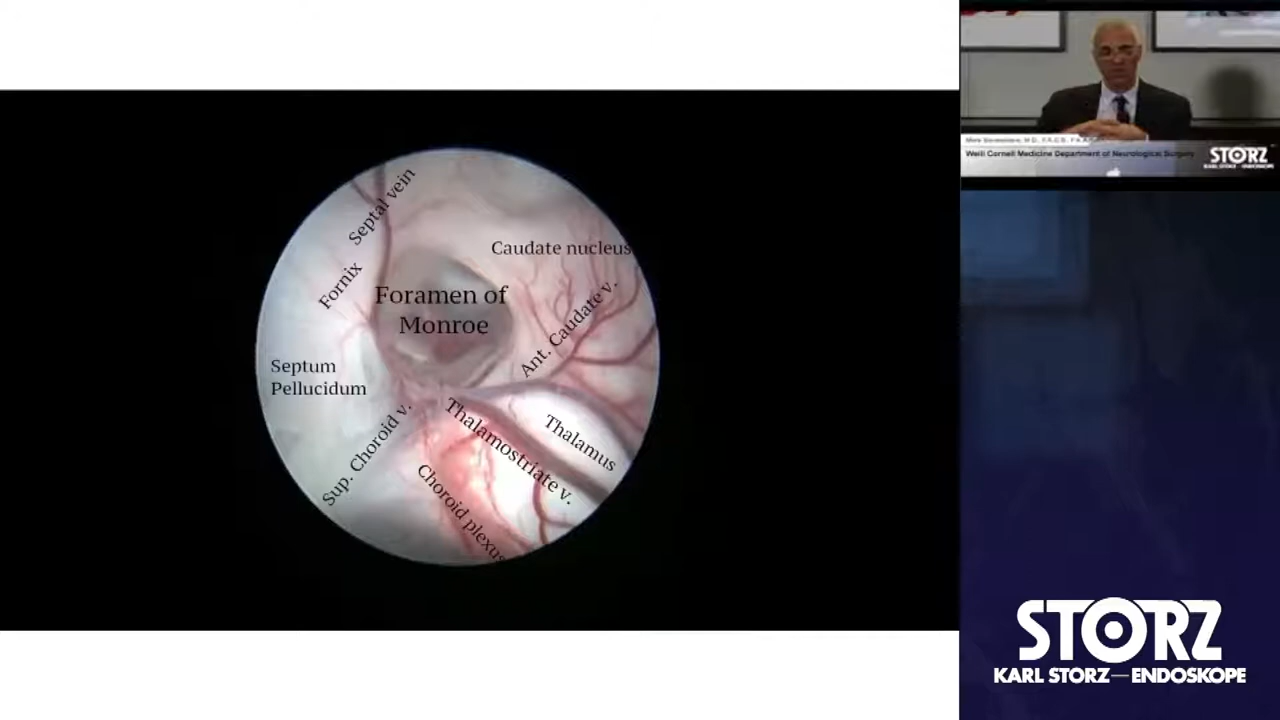 Septal vein
Fornix
Caudate nucleus
Foramen of
Monroe
Ant. Caudate v.
Septum
Pellucidum
Sup. Choroid v.
Thalamostriate v.
Thalamus
Choroid plexus
Weill Cornell Medicine Department of Neurological Surgery
STORZ
KARL STORZ—ENDOSKOPE
STORZ
KARL STORZ—ENDOSKOPE